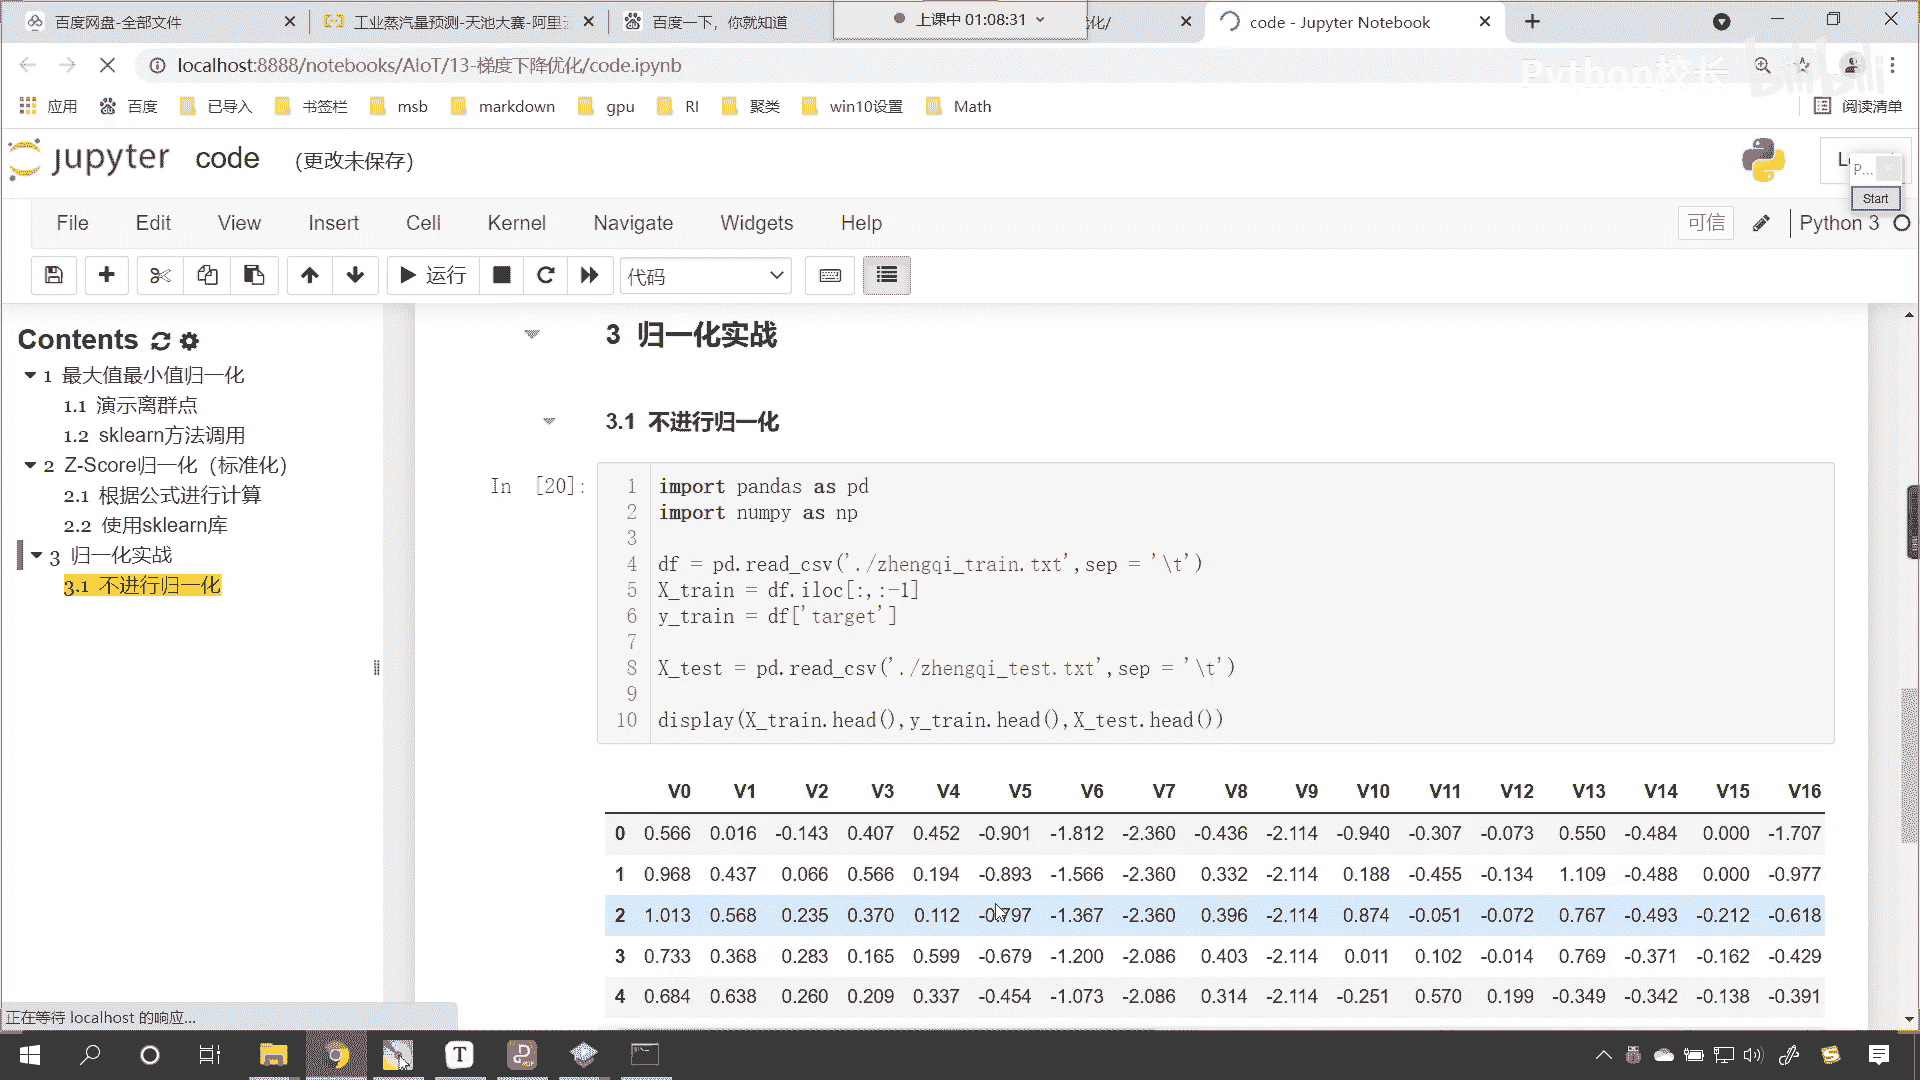 百度网盘-全部文件
工业蒸汽量预测-天池大赛-阿里云
百度一下，你就知道
上课中 01:08:31
优化/
code - Jupyter Notebook
localhost:8888/notebooks/AIoT/13-梯度下降优化/code.ipynb
Python校长
bilibili
应用 百度 已导入 书签栏 msb markdown gpu RI 聚类 win10设置 Math 阅读清单
jupyter code (更改未保存)
P...
Start
File Edit View Insert Cell Kernel Navigate Widgets Help 可信 Python 3
运行 代码
Contents
1 最大值最小值归一化
1.1 演示离群点
1.2 sklearn方法调用
2 Z-Score归一化（标准化）
2.1 根据公式进行计算
2.2 使用sklearn库
3 归一化实战
3.1 不进行归一化
3 归一化实战
3.1 不进行归一化
In [20]:
1 import pandas as pd
2 import numpy as np
3
4 df = pd.read_csv('./zhengqi_train.txt',sep = '\t')
5 X_train = df.iloc[:,:-1]
6 y_train = df['target']
7
8 X_test = pd.read_csv('./zhengqi_test.txt',sep = '\t')
9
10 display(X_train.head(),y_train.head(),X_test.head())
V0 V1 V2 V3 V4 V5 V6 V7 V8 V9 V10 V11 V12 V13 V14 V15 V16
0 0.566 0.016 -0.143 0.407 0.452 -0.901 -1.812 -2.360 -0.436 -2.114 -0.940 -0.307 -0.073 0.550 -0.484 0.000 -1.707
1 0.968 0.437 0.066 0.566 0.194 -0.893 -1.566 -2.360 0.332 -2.114 0.188 -0.455 -0.134 1.109 -0.488 0.000 -0.977
2 1.013 0.568 0.235 0.370 0.112 -0.797 -1.367 -2.360 0.396 -2.114 0.874 -0.051 -0.072 0.767 -0.493 -0.212 -0.618
3 0.733 0.368 0.283 0.165 0.599 -0.679 -1.200 -2.086 0.403 -2.114 0.011 0.102 -0.014 0.769 -0.371 -0.162 -0.429
4 0.684 0.638 0.260 0.209 0.337 -0.454 -1.073 -2.086 0.314 -2.114 -0.251 0.570 0.199 -0.349 -0.342 -0.138 -0.391
正在等待 localhost 的响应...